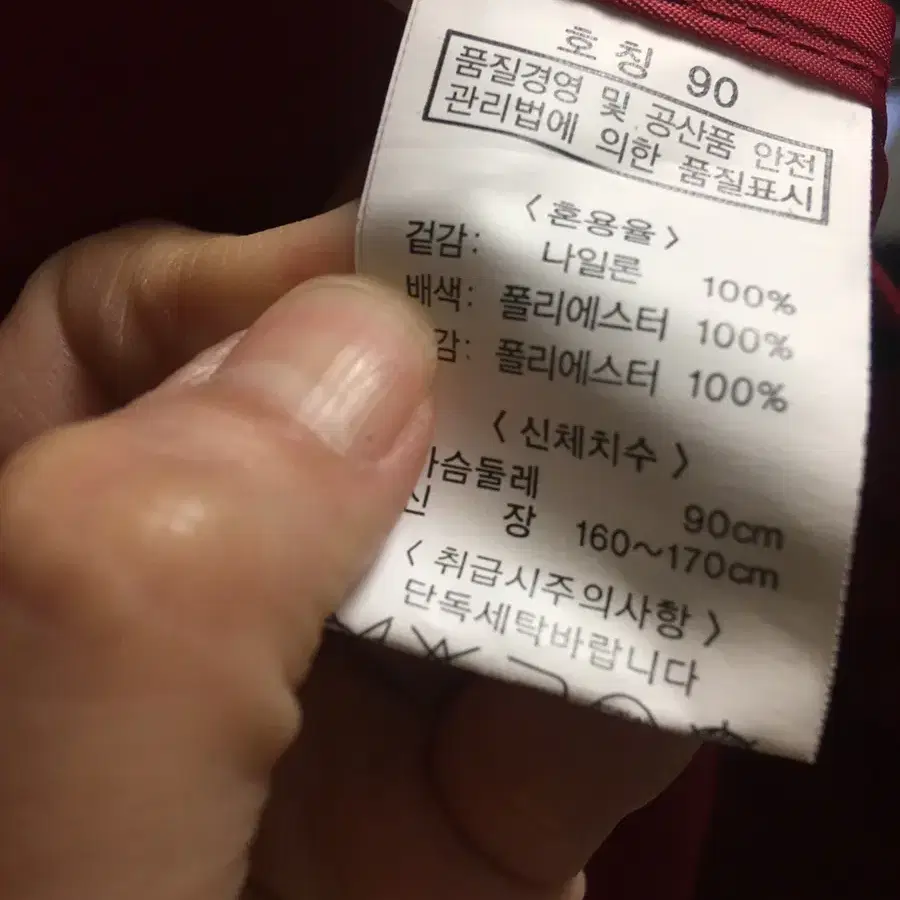 호칭 90
품질경영 및 공산품 안전
관리법에 의한 품질표시
〈 혼용율 〉
겉감: 나일론 100%
배색: 폴리에스터 100%
감: 폴리에스터 100%
〈 신체치수 〉
가슴둘레 90cm
신 장 160~170cm
〈 취급시주의사항 〉
단독세탁바랍니다